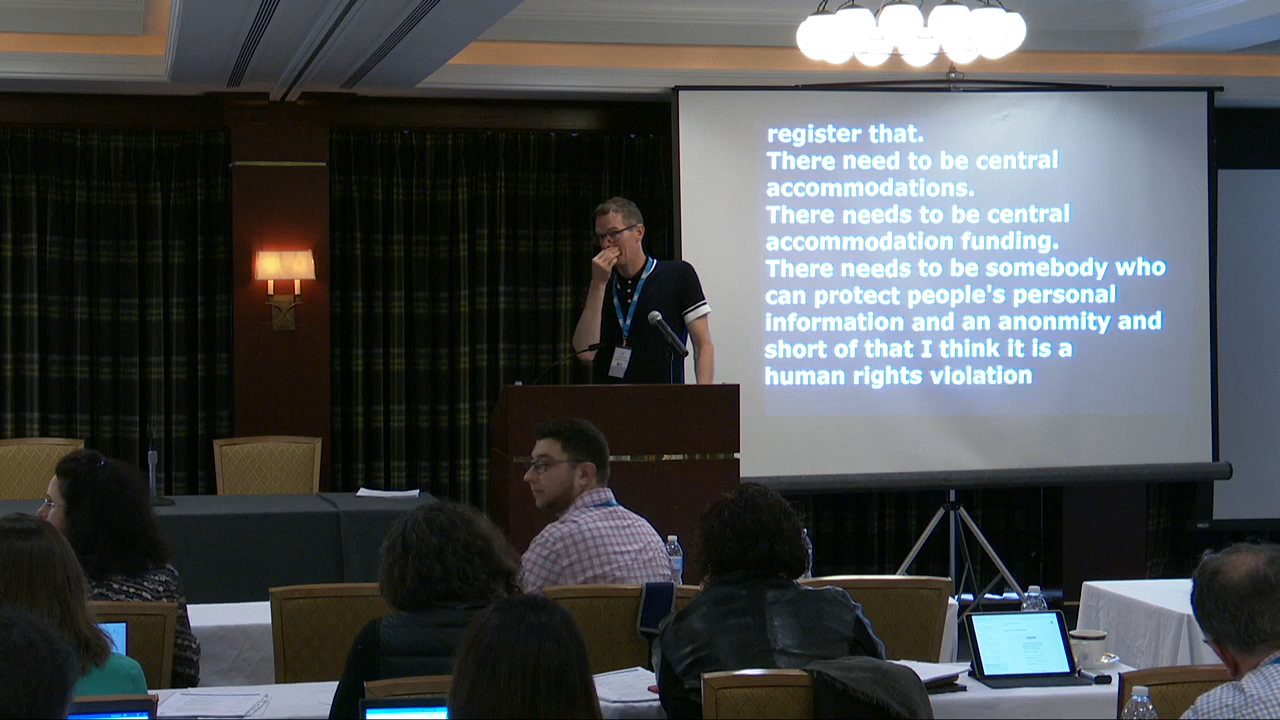 register that.
There need to be central
accommodations.
There needs to be central
accommodation funding.
There needs to be somebody who
can protect people's personal
information and an anonmity and
short of that I think it is a
human rights violation